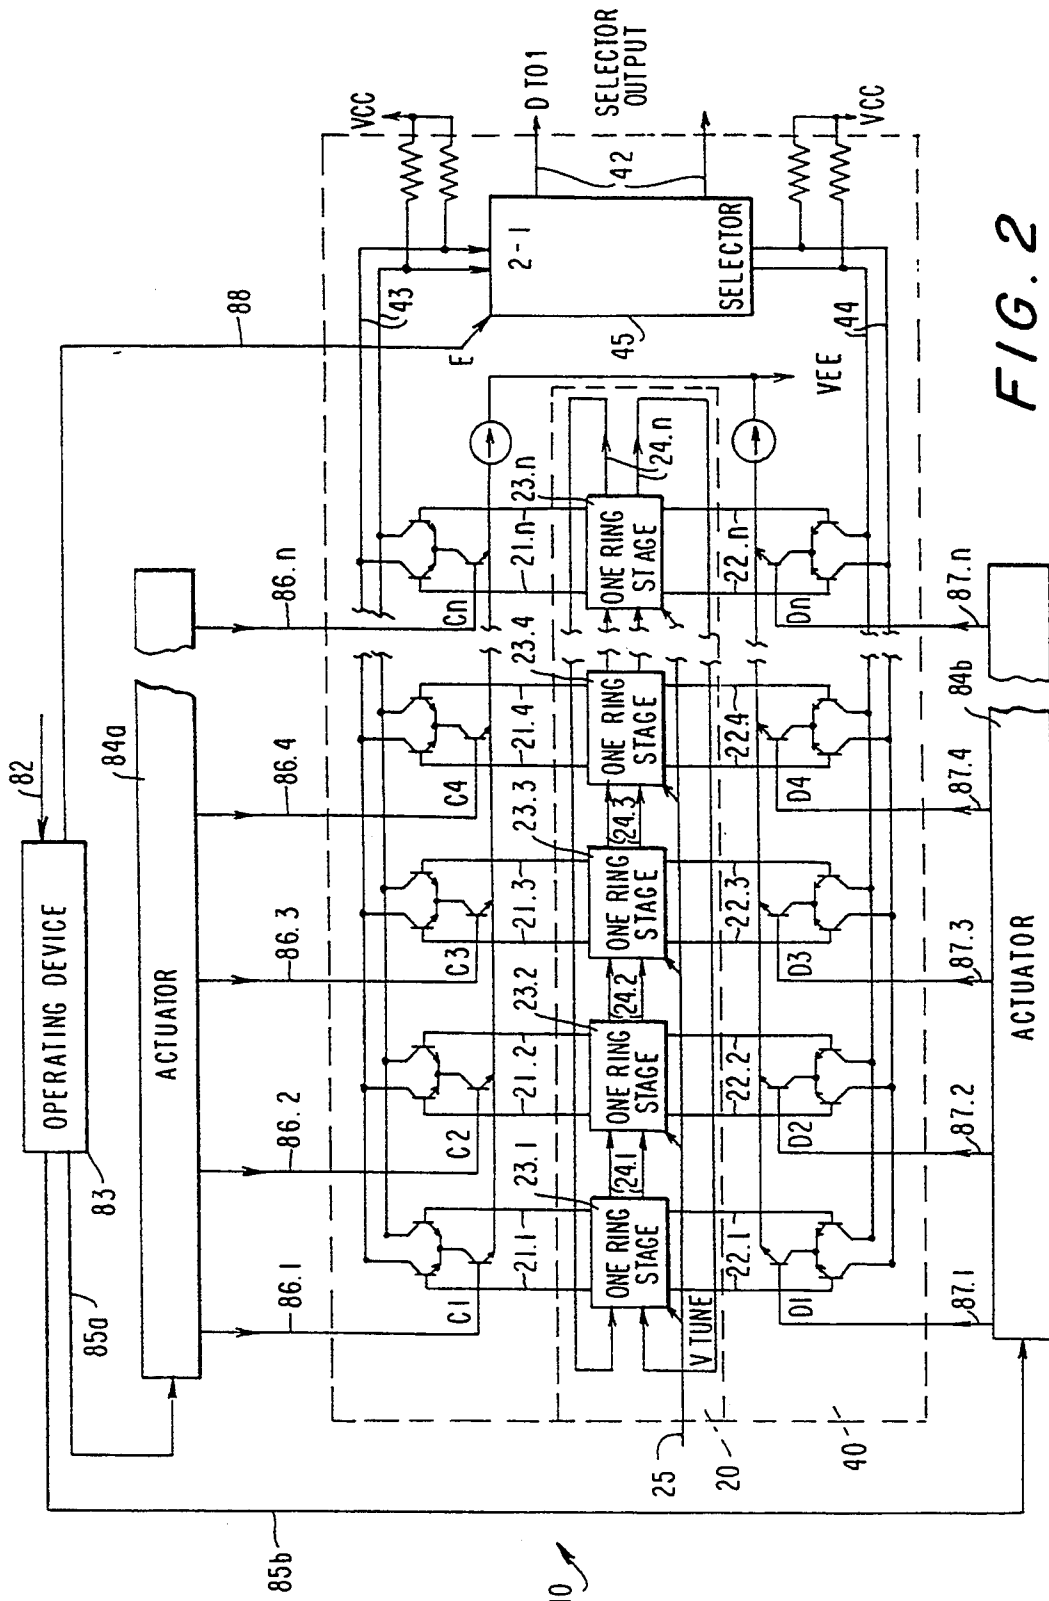 82
OPERATING DEVICE
83
85a
85b
88
84a
ACTUATOR
86.1
86.2
86.3
86.4
86.n
VCC
43
C1
C2
C3
C4
Cn
E
2-1
SELECTOR
45
42
D TO1
SELECTOR
OUTPUT
21.1
23.1
21.2
23.2
21.3
23.3
21.4
23.4
21.n
23.n
ONE RING
STAGE
24.1
ONE RING
STAGE
24.2
ONE RING
STAGE
24.3
ONE RING
STAGE
ONE RING
STAGE
24.n
V TUNE
25
20
40
VEE
22.1
22.2
22.3
22.4
22.n
D1
D2
D3
D4
Dn
44
VCC
87.1
87.2
87.3
87.4
87.n
84b
ACTUATOR
10
FIG. 2